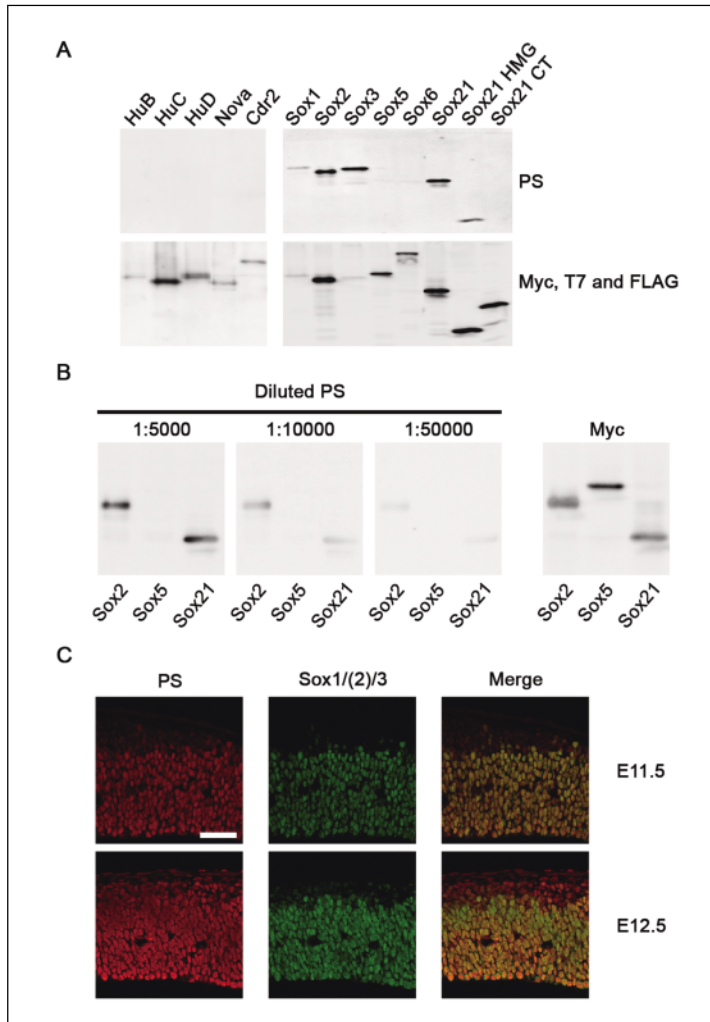 A
HuB HuC HuD Nova Cdr2 Sox1 Sox2 Sox3 Sox5 Sox6 Sox21 Sox21 HMG Sox21 CT
PS
Myc, T7 and FLAG
B
Diluted PS
1:5000 1:10000 1:50000 Myc
Sox2 Sox5 Sox21 Sox2 Sox5 Sox21 Sox2 Sox5 Sox21 Sox2 Sox5 Sox21
C
PS Sox1/(2)/3 Merge
E11.5
E12.5